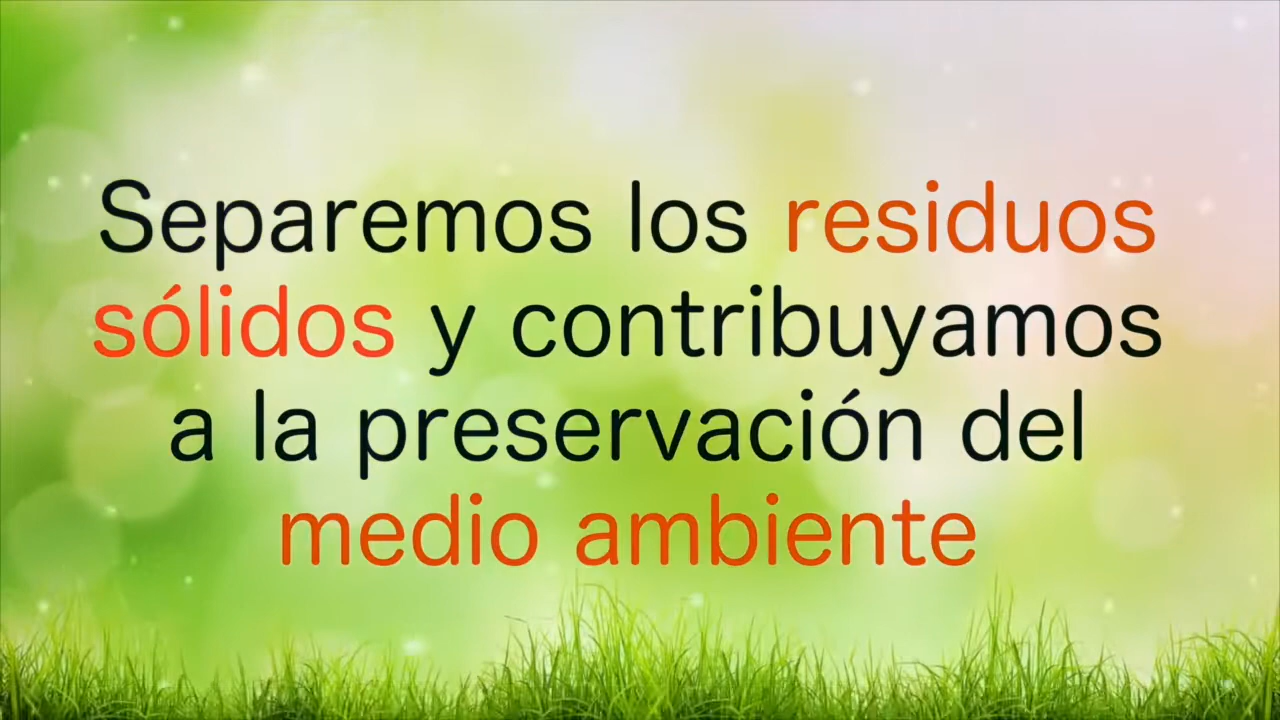 Separemos los residuos
sólidos y contribuyamos
a la preservación del
medio ambiente